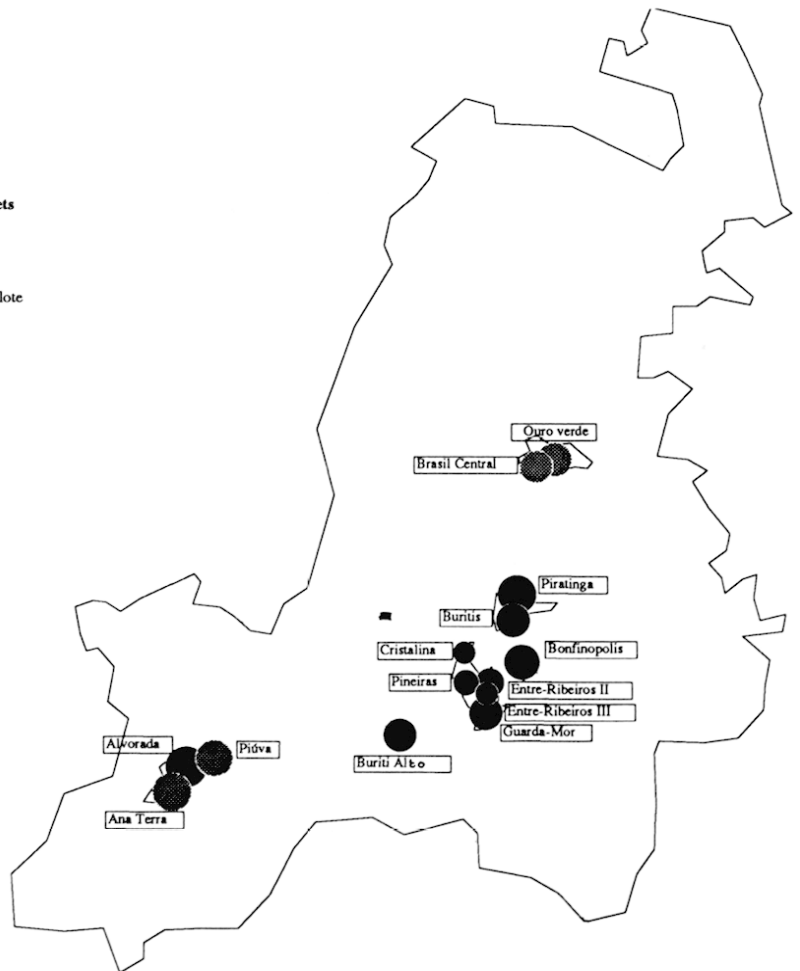 ets
lote
Ouro verde
Brasil Central
Piratinga
Buritis
Cristalina
Bonfinopolis
Pineiras
Entre-Ribeiros II
Entre-Ribeiros III
Guarda-Mor
Buriti Alto
Alvorada
Piúva
Ana Terra